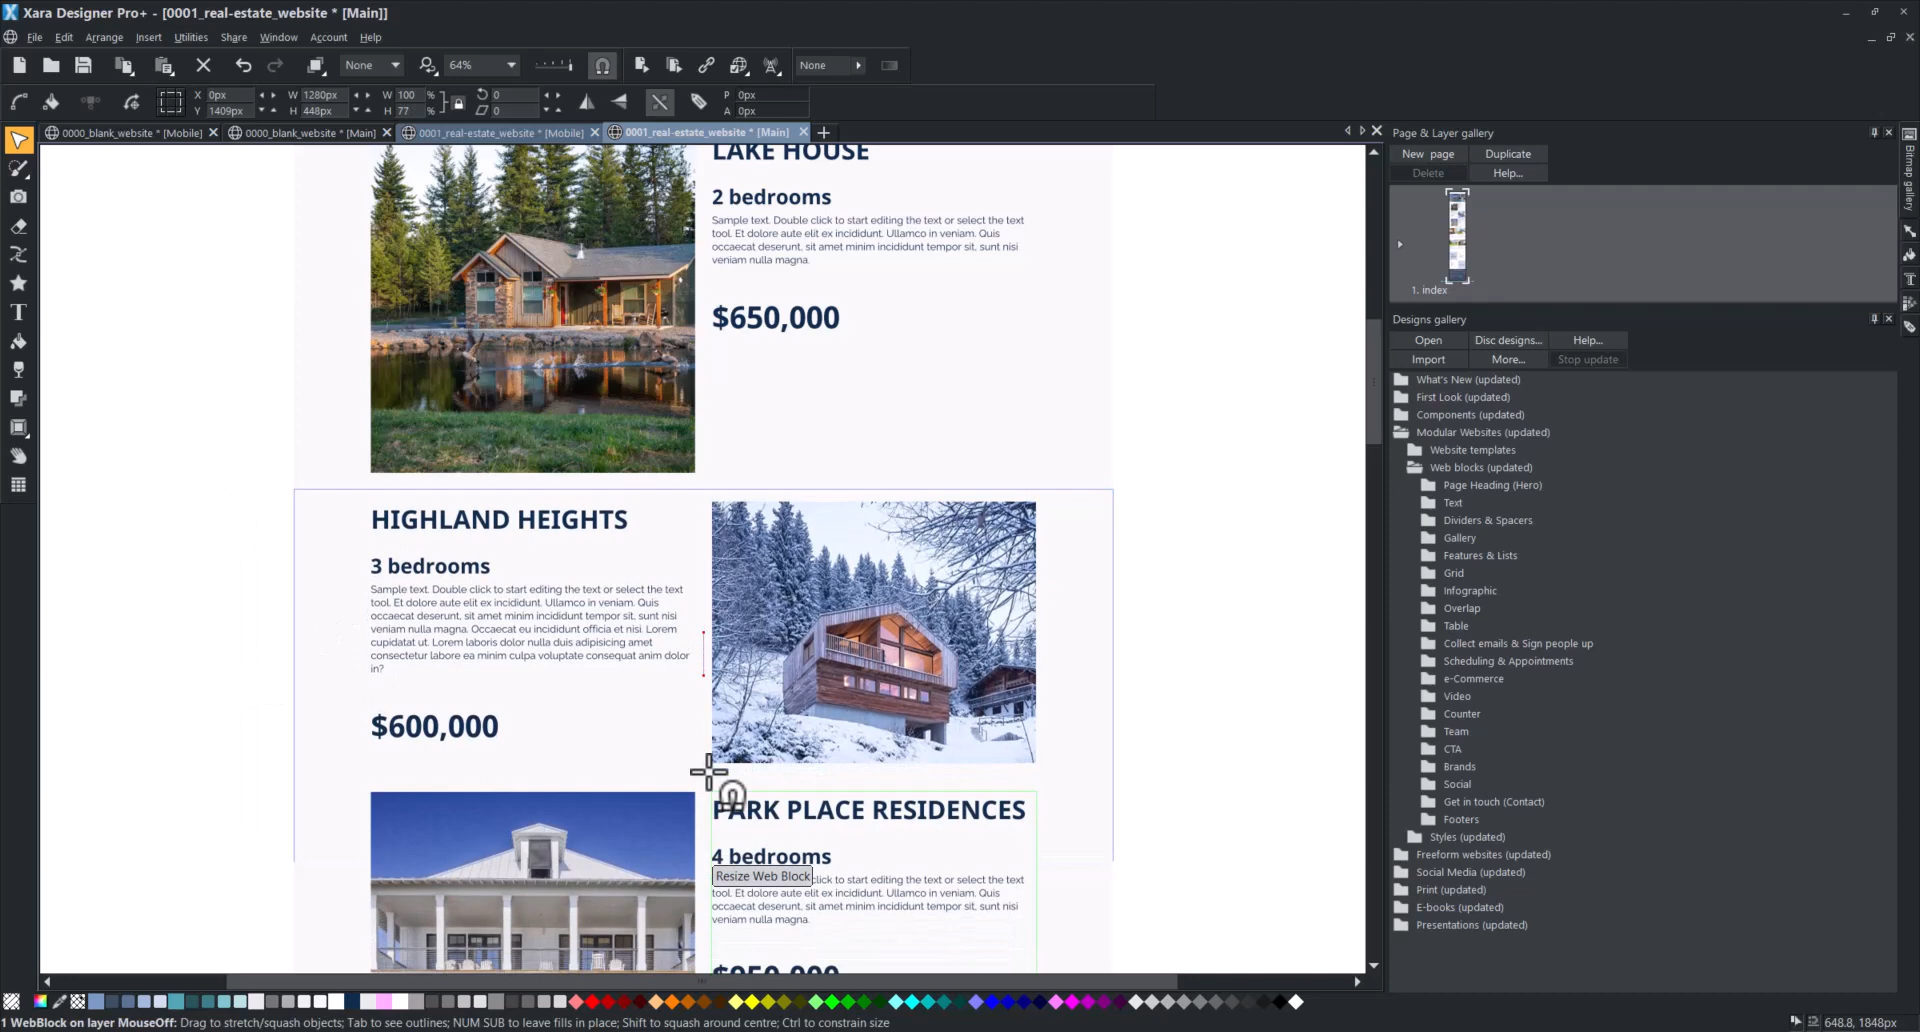 Xara Designer Pro+ - [0001_real-estate_website * [Main]]
File Edit Arrange Insert Utilities Share Window Account Help
None 64% None
X 0px W 1280px W 100 % 0 P 0px
Y 1409px H 448px H 77 % 0 A 0px
0000_blank_website * [Mobile] 0000_blank_website * [Main] 0001_real-estate_website * [Mobile] 0001_real-estate_website * [Main]
LAKE HOUSE
2 bedrooms
Sample text. Double click to start editing the text or select the text
tool. Et dolore aute elit ex incididunt. Ullamco in veniam. Quis
occaecat deserunt, sit amet minim incididunt tempor sit, sunt nisi
veniam nulla magna.
$650,000
HIGHLAND HEIGHTS
3 bedrooms
Sample text. Double click to start editing the text or select the text
tool. Et dolore aute elit ex incididunt. Ullamco in veniam. Quis
occaecat deserunt, sit amet minim incididunt tempor sit, sunt nisi
veniam nulla magna. Occaecat eu incididunt officia et nisi. Lorem
cupidatat ut. Lorem laboris dolor nulla duis adipisicing amet
consectetur labore ea minim culpa voluptate consequat anim dolor
in?
$600,000
PARK PLACE RESIDENCES
4 bedrooms
Resize Web Block
click to start editing the text or select the text
tool. Et dolore aute elit ex incididunt. Ullamco in veniam. Quis
occaecat deserunt, sit amet minim incididunt tempor sit, sunt nisi
veniam nulla magna.
$950,000
Page & Layer gallery
New page Duplicate
Delete Help...
1. index
Designs gallery
Open Disc designs... Help...
Import More... Stop update
What's New (updated)
First Look (updated)
Components (updated)
Modular Websites (updated)
Website templates
Web blocks (updated)
Page Heading (Hero)
Text
Dividers & Spacers
Gallery
Features & Lists
Grid
Infographic
Overlap
Table
Collect emails & Sign people up
Scheduling & Appointments
e-Commerce
Video
Counter
Team
CTA
Brands
Social
Get in touch (Contact)
Footers
Styles (updated)
Freeform websites (updated)
Social Media (updated)
Print (updated)
E-books (updated)
Presentations (updated)
Bitmap gallery
1 WebBlock on layer MouseOff: Drag to stretch/squash objects; Tab to see outlines; NUM SUB to leave fills in place; Shift to squash around centre; Ctrl to constrain size
648.8, 1848px